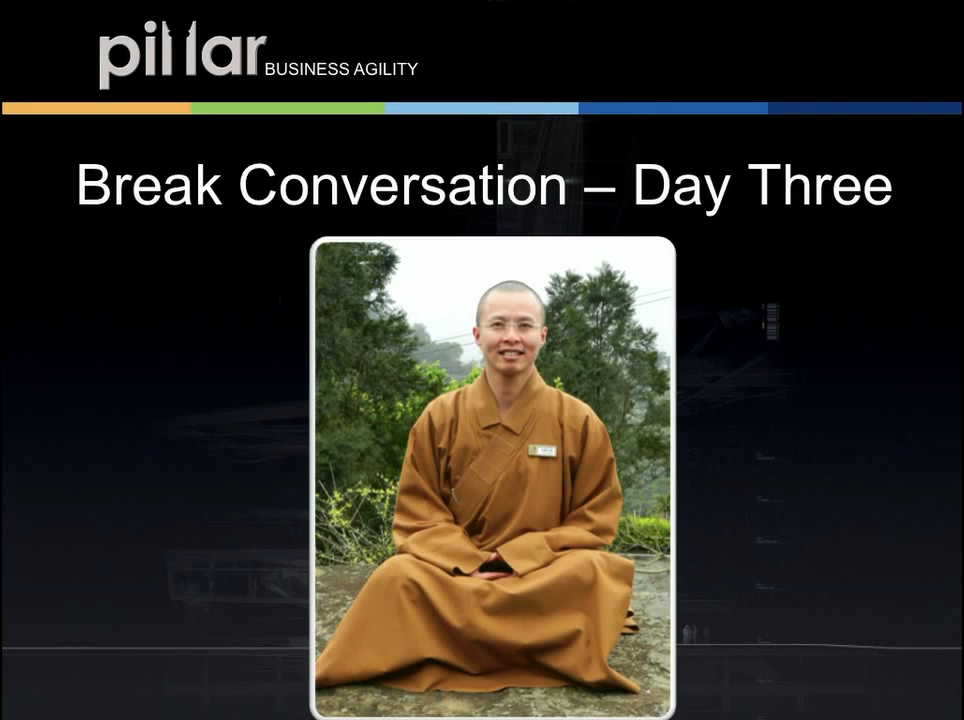 pillar BUSINESS AGILITY
Break Conversation – Day Three